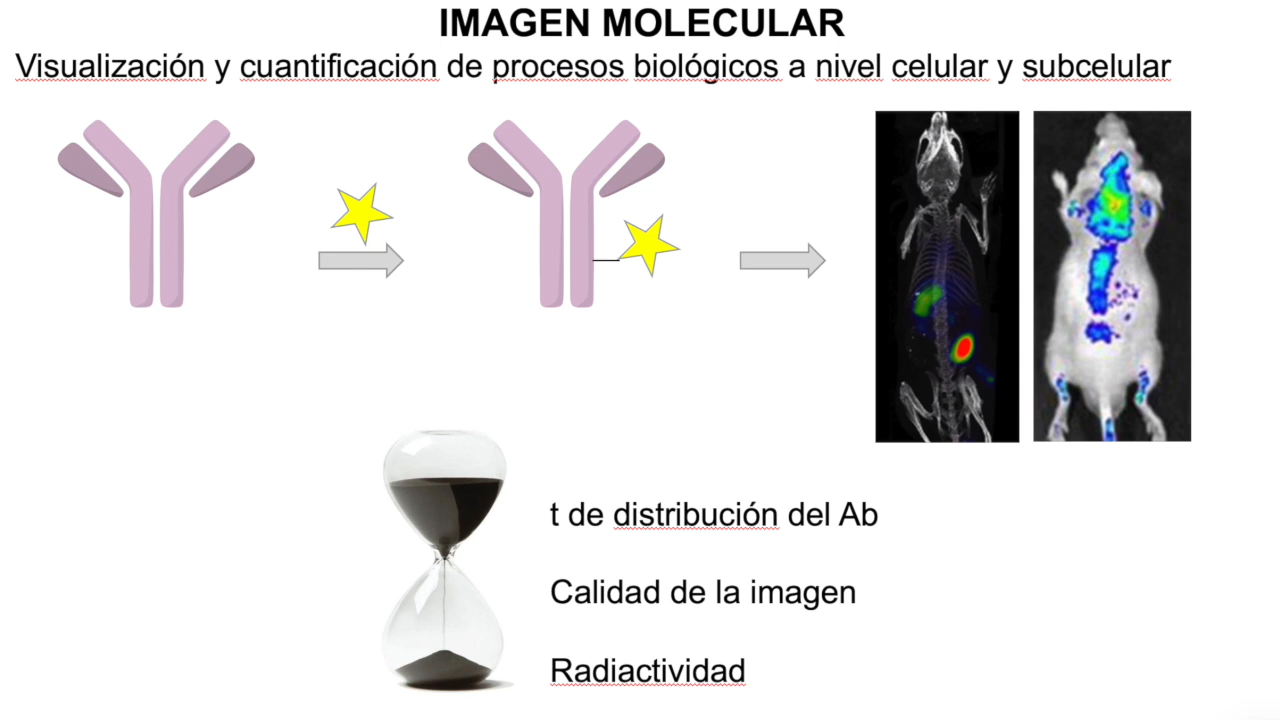 IMAGEN MOLECULAR
Visualización y cuantificación de procesos biológicos a nivel celular y subcelular
t de distribución del Ab
Calidad de la imagen
Radiactividad